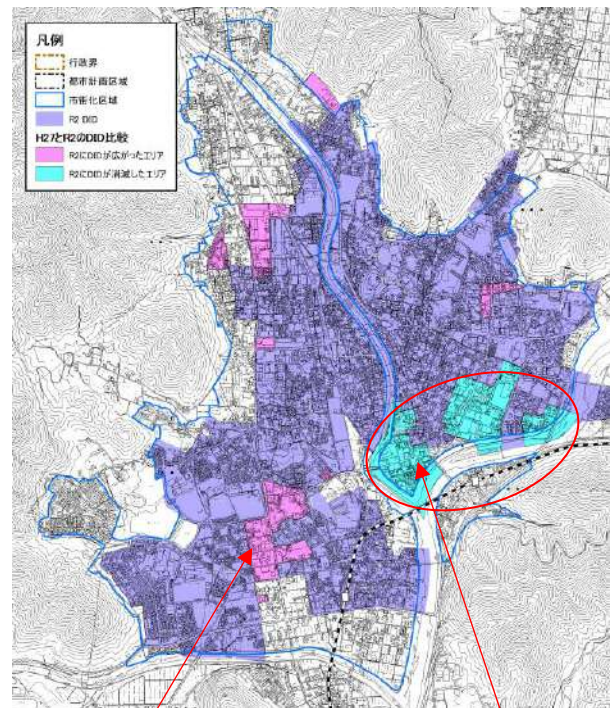 凡例
行政界
都市計画区域
市街化区域
R2 DID
H27とR2のDID比較
R2にDIDが広がったエリア
R2にDIDが消滅したエリア